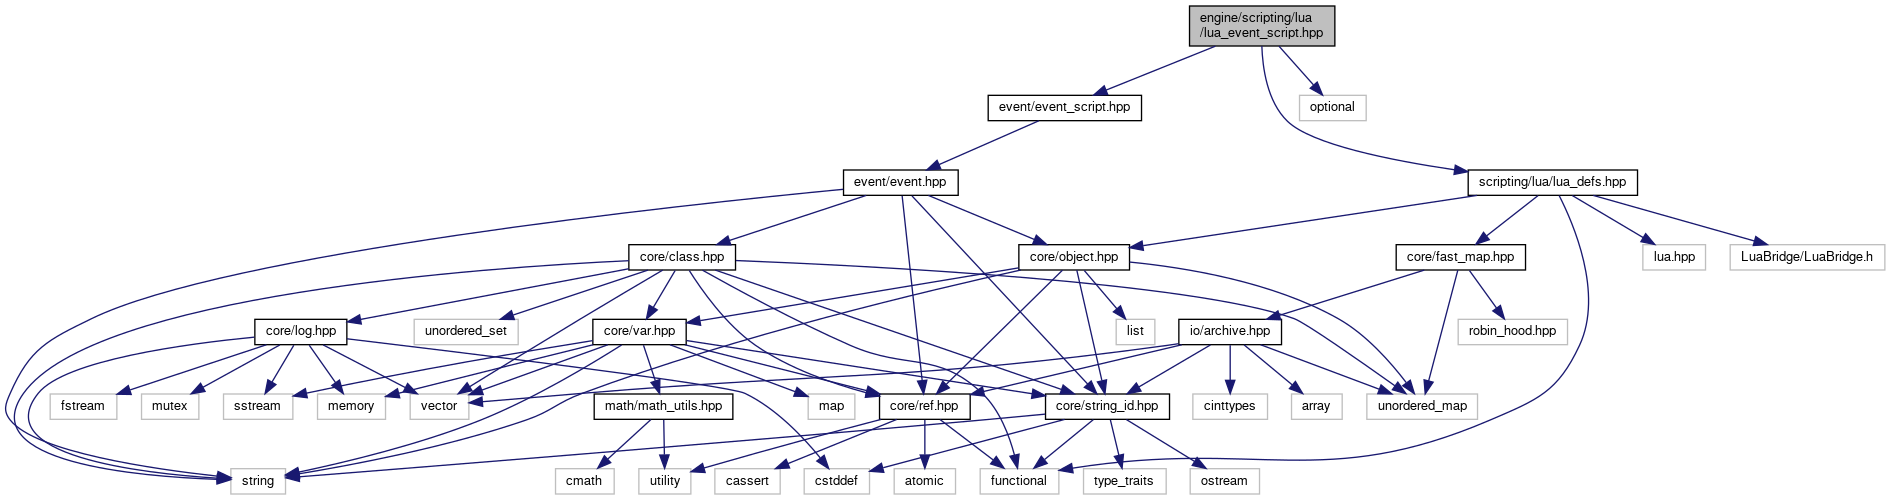 engine/scripting/lua
/lua_event_script.hpp
event/event_script.hpp
optional
event/event.hpp
scripting/lua/lua_defs.hpp
core/class.hpp
core/object.hpp
core/fast_map.hpp
lua.hpp
LuaBridge/LuaBridge.h
core/log.hpp
unordered_set
core/var.hpp
list
io/archive.hpp
robin_hood.hpp
fstream
mutex
sstream
memory
vector
math/math_utils.hpp
map
core/ref.hpp
core/string_id.hpp
cinttypes
array
unordered_map
string
cmath
utility
cassert
cstddef
atomic
functional
type_traits
ostream